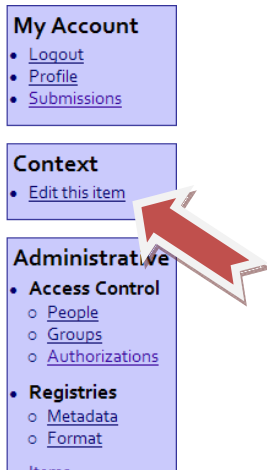 My Account
• Logout
• Profile
• Submissions
Context
• Edit this item
Administrative
• Access Control
o People
o Groups
o Authorizations
• Registries
o Metadata
o Format